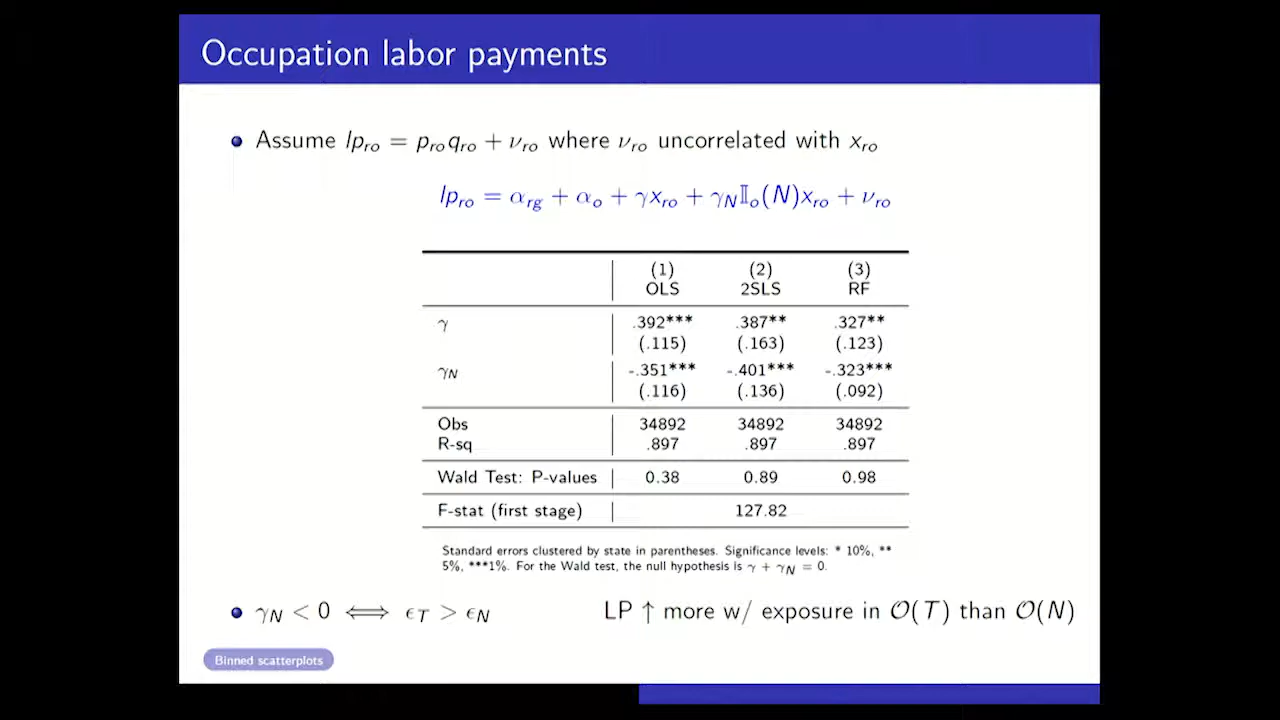 Occupation labor payments
Assume lp_ro = p_ro q_ro + ν_ro where ν_ro uncorrelated with x_ro
lp_ro = α_rg + α_o + γx_ro + γ_N 𝕀_o(N)x_ro + ν_ro
(1) (2) (3)
OLS 2SLS RF
γ .392*** .387** .327**
(.115) (.163) (.123)
γ_N -.351*** -.401*** -.323***
(.116) (.136) (.092)
Obs 34892 34892 34892
R-sq .897 .897 .897
Wald Test: P-values 0.38 0.89 0.98
F-stat (first stage) 127.82
Standard errors clustered by state in parentheses. Significance levels: * 10%, **
5%, ***1%. For the Wald test, the null hypothesis is γ + γ_N = 0.
γ_N < 0 ⟺ ϵ_T > ϵ_N LP ↑ more w/ exposure in 𝒪(T) than 𝒪(N)
Binned scatterplots